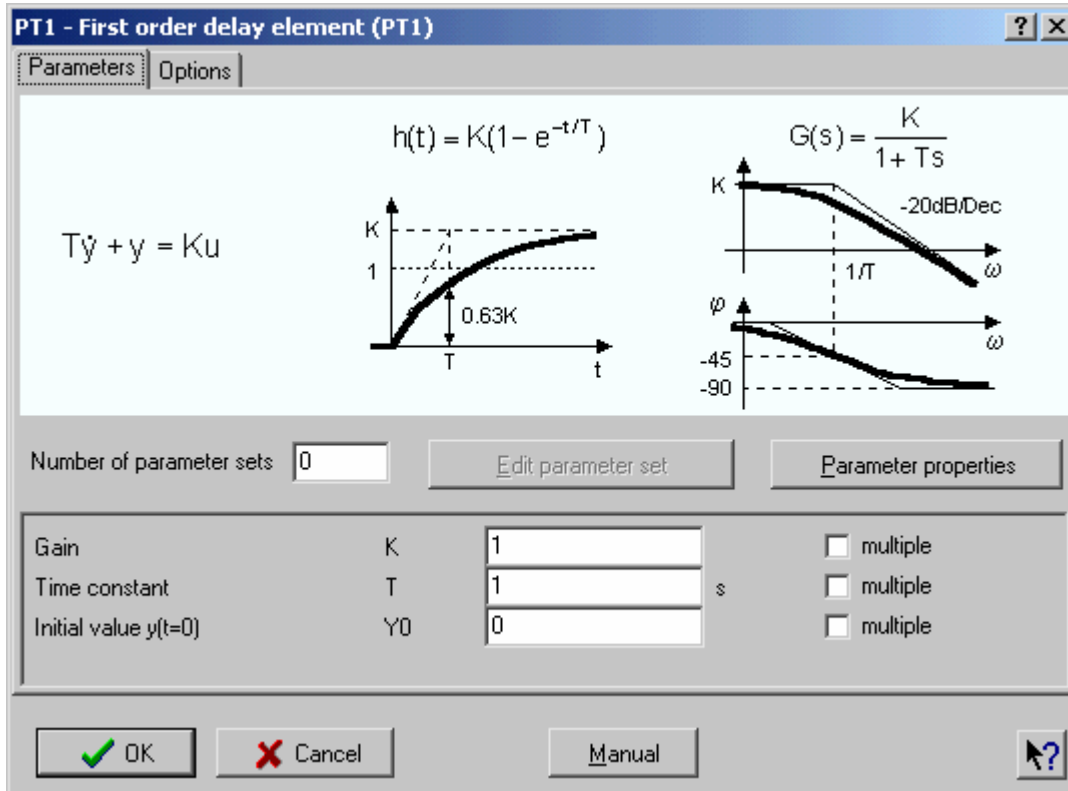 PT1 - First order delay element (PT1)
Parameters
Options
Tẏ + y = Ku
h(t) = K(1- e^-t/T)
K
1
0.63K
T
t
G(s) = K / 1+ Ts
K
-20dB/Dec
1/T
ω
φ
ω
-45
-90
Number of parameter sets 0 Edit parameter set Parameter properties
Gain K 1 multiple
Time constant T 1 s multiple
Initial value y(t=0) Y0 0 multiple
OK Cancel Manual ?